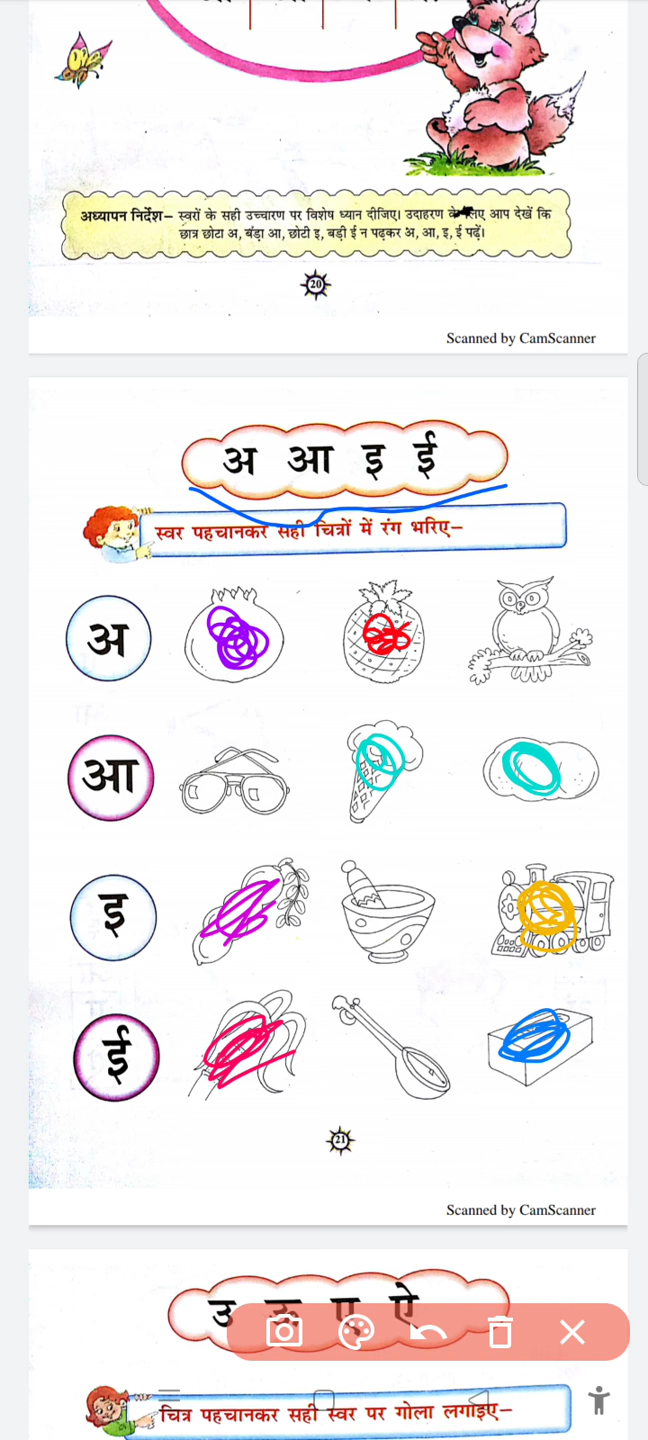 अध्यापन निर्देश– स्वरों के सही उच्चारण पर विशेष ध्यान दीजिए। उदाहरण के लिए आप देखें कि
छात्र छोटा अ, बड़ा आ, छोटी इ, बड़ी ई न पढ़कर अ, आ, इ, ई पढ़ें।
20
Scanned by CamScanner
अ आ इ ई
स्वर पहचानकर सही चित्रों में रंग भरिए–
अ
आ
इ
ई
21
Scanned by CamScanner
उ ऊ ए ऐ
चित्र पहचानकर सही स्वर पर गोला लगाइए–